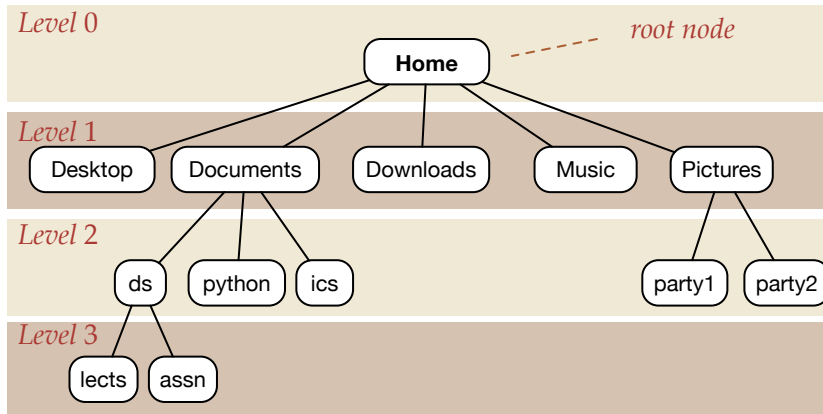 Level 0
root node
Home
Level 1
Desktop Documents Downloads Music Pictures
Level 2
ds python ics party1 party2
Level 3
lects assn